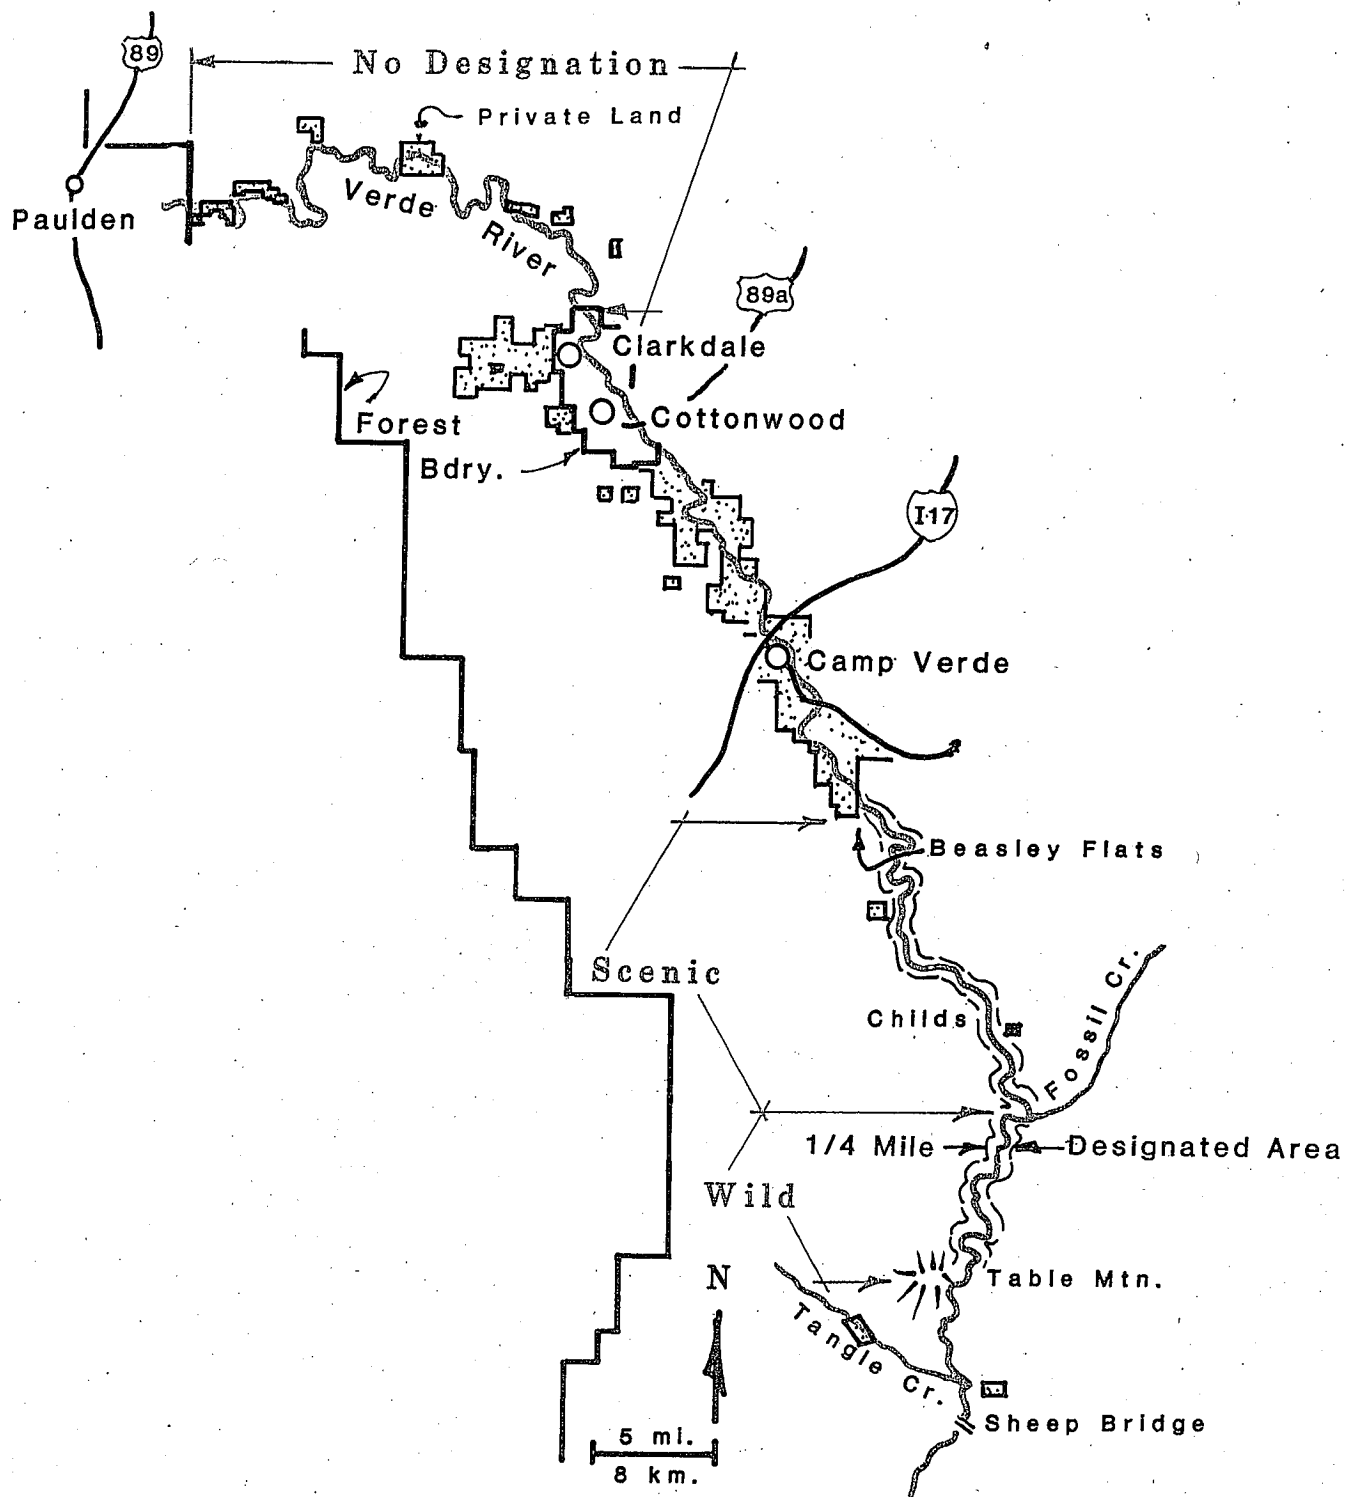 89
No Designation
Private Land
Verde
River
Paulden
89a
Clarkdale
Cottonwood
Forest
Bdry.
I-17
Camp Verde
Beasley Flats
Scenic
Fossil Cr.
Childs
1/4 Mile
Designated Area
Wild
N
Table Mtn.
Tangle Cr.
Sheep Bridge
5 mi.
8 km.